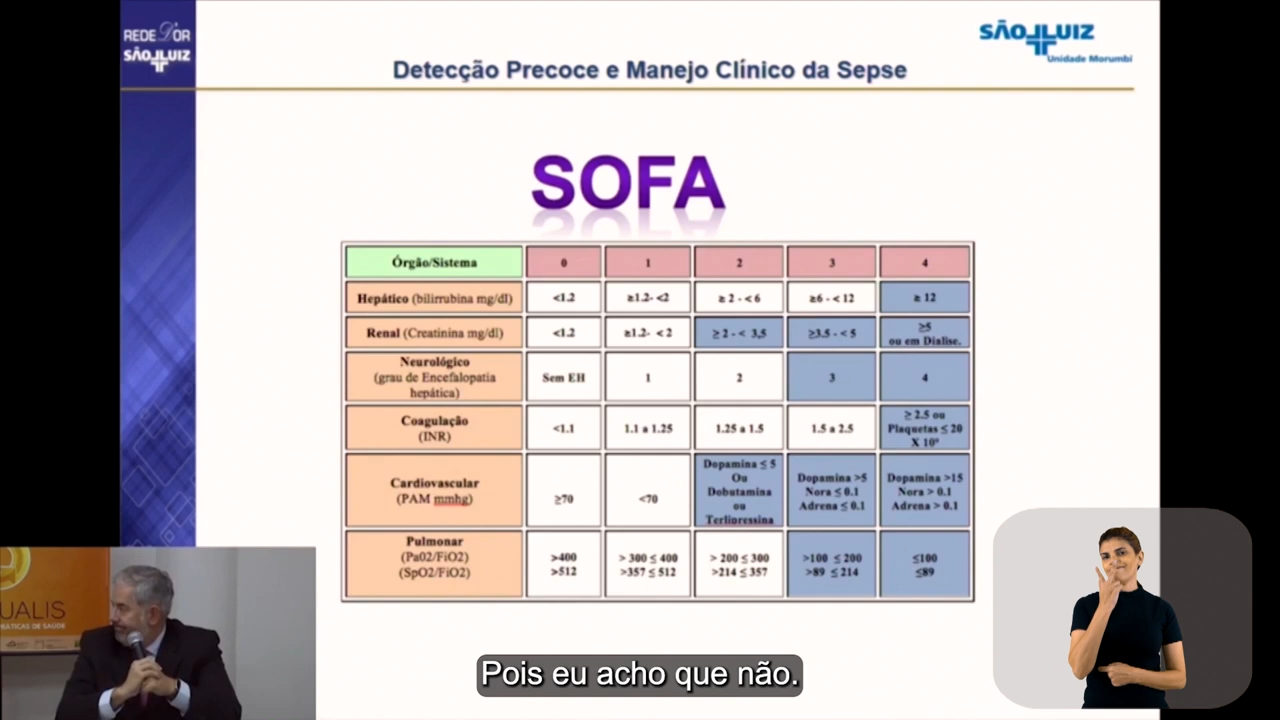 REDE D'OR
SÃO LUIZ
SÃO LUIZ
Unidade Morumbi
Detecção Precoce e Manejo Clínico da Sepse
SOFA
Órgão/Sistema 0 1 2 3 4
Hepático (bilirrubina mg/dl) <1.2 ≥1.2- <2 ≥ 2 - < 6 ≥6 - < 12 ≥ 12
Renal (Creatinina mg/dl) <1.2 ≥1.2- < 2 ≥ 2 - < 3,5 ≥3.5 - < 5 ≥5
ou em Dialise.
Neurológico
(grau de Encefalopatia
hepática) Sem EH 1 2 3 4
Coagulação
(INR) <1.1 1.1 a 1.25 1.25 a 1.5 1.5 a 2.5 ≥ 2.5 ou
Plaquetas ≤ 20
Cardiovascular
(PAM mmhg) ≥70 <70
Dopamina ≤ 5
Ou
Dobutamina
ou
Terlipressina
Dopamina >5
Nora ≤ 0.1
Adrena ≤ 0.1
Dopamina >15
Nora > 0.1
Adrena > 0.1
Pulmonar
(Pa02/FiO2) >400 > 300 ≤ 400 > 200 ≤ 300 >100 ≤ 200 ≤100
(SpO2/FiO2) >512 >357 ≤ 512 >214 ≤ 357 >89 ≤ 214 ≤89
UALIS
PRÁTICAS DE SAÚDE
Pois eu acho que não.